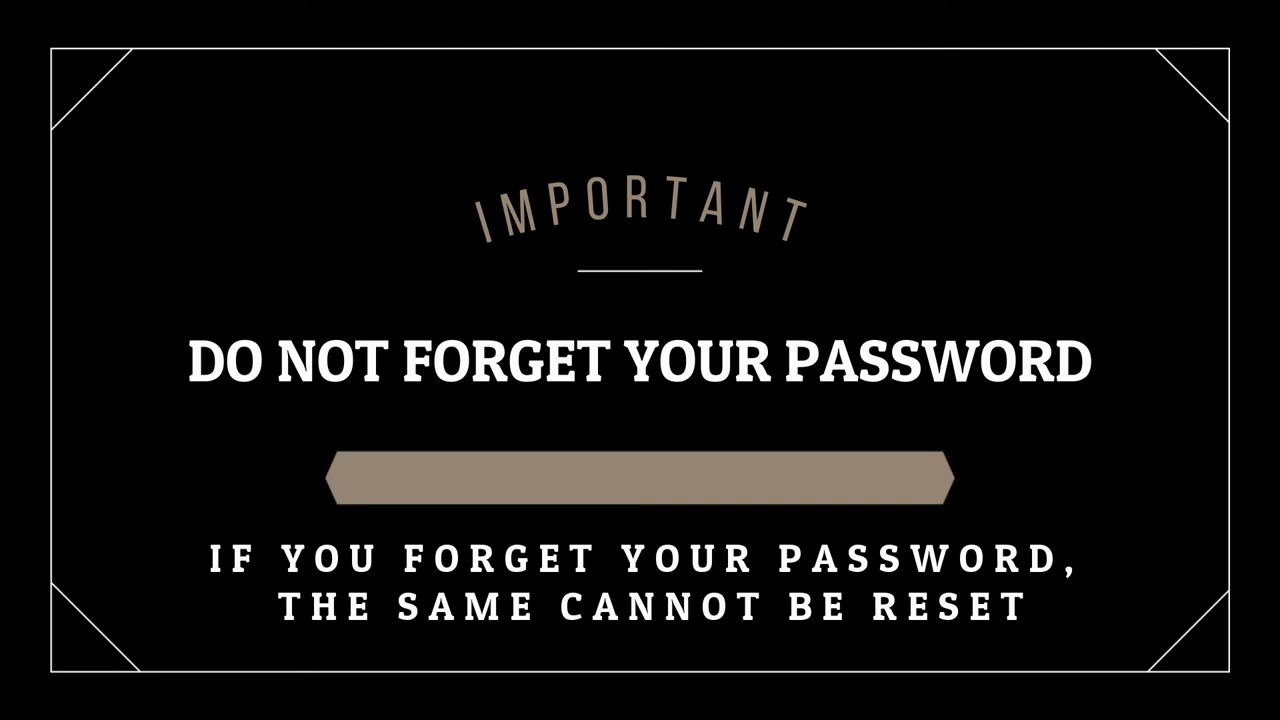 IMPORTANT
DO NOT FORGET YOUR PASSWORD
IF YOU FORGET YOUR PASSWORD,
THE SAME CANNOT BE RESET